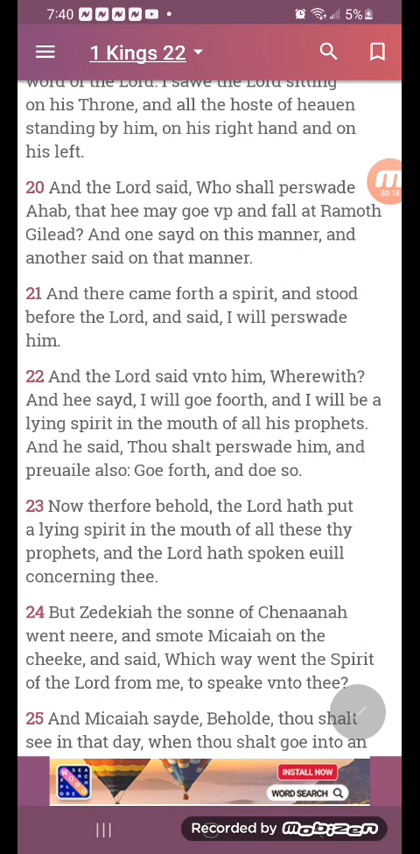 7:40
5%
1 Kings 22
word of the Lord: I sawe the Lord sitting
on his Throne, and all the hoste of heauen
standing by him, on his right hand and on
his left.
20 And the Lord said, Who shall perswade
Ahab, that hee may goe vp and fall at Ramoth
Gilead? And one sayd on this manner, and
another said on that manner.
21 And there came forth a spirit, and stood
before the Lord, and said, I will perswade
him.
22 And the Lord said vnto him, Wherewith?
And hee sayd, I will goe foorth, and I will be a
lying spirit in the mouth of all his prophets.
And he said, Thou shalt perswade him, and
preuaile also: Goe forth, and doe so.
23 Now therfore behold, the Lord hath put
a lying spirit in the mouth of all these thy
prophets, and the Lord hath spoken euill
concerning thee.
24 But Zedekiah the sonne of Chenaanah
went neere, and smote Micaiah on the
cheeke, and said, Which way went the Spirit
of the Lord from me, to speake vnto thee?
25 And Micaiah sayde, Beholde, thou shalt
see in that day, when thou shalt goe into an
30:18
INSTALL NOW
WORD SEARCH
Recorded by mobizen